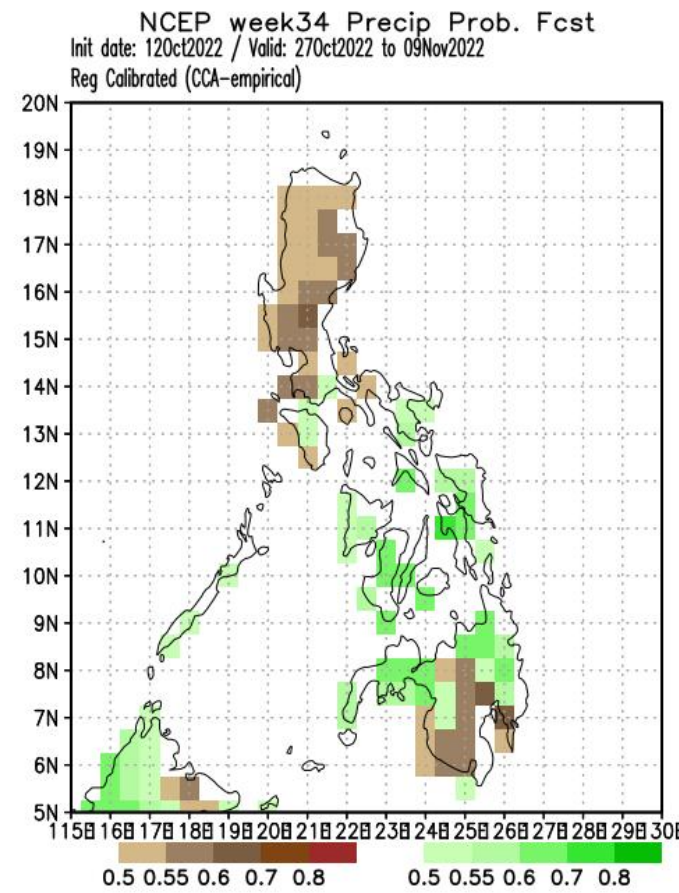 NCEP week34 Precip Prob. Fcst
Init date: 12Oct2022 / Valid: 27Oct2022 to 09Nov2022
Reg Calibrated (CCA-empirical)
20N
19N
18N
17N
16N
15N
14N
13N
12N
11N
10N
9N
8N
7N
6N
5N
115E 116E 117E 118E 119E 120E 121E 122E 123E 124E 125E 126E 127E 128E 129E 130E
0.5 0.55 0.6 0.7 0.8 0.5 0.55 0.6 0.7 0.8